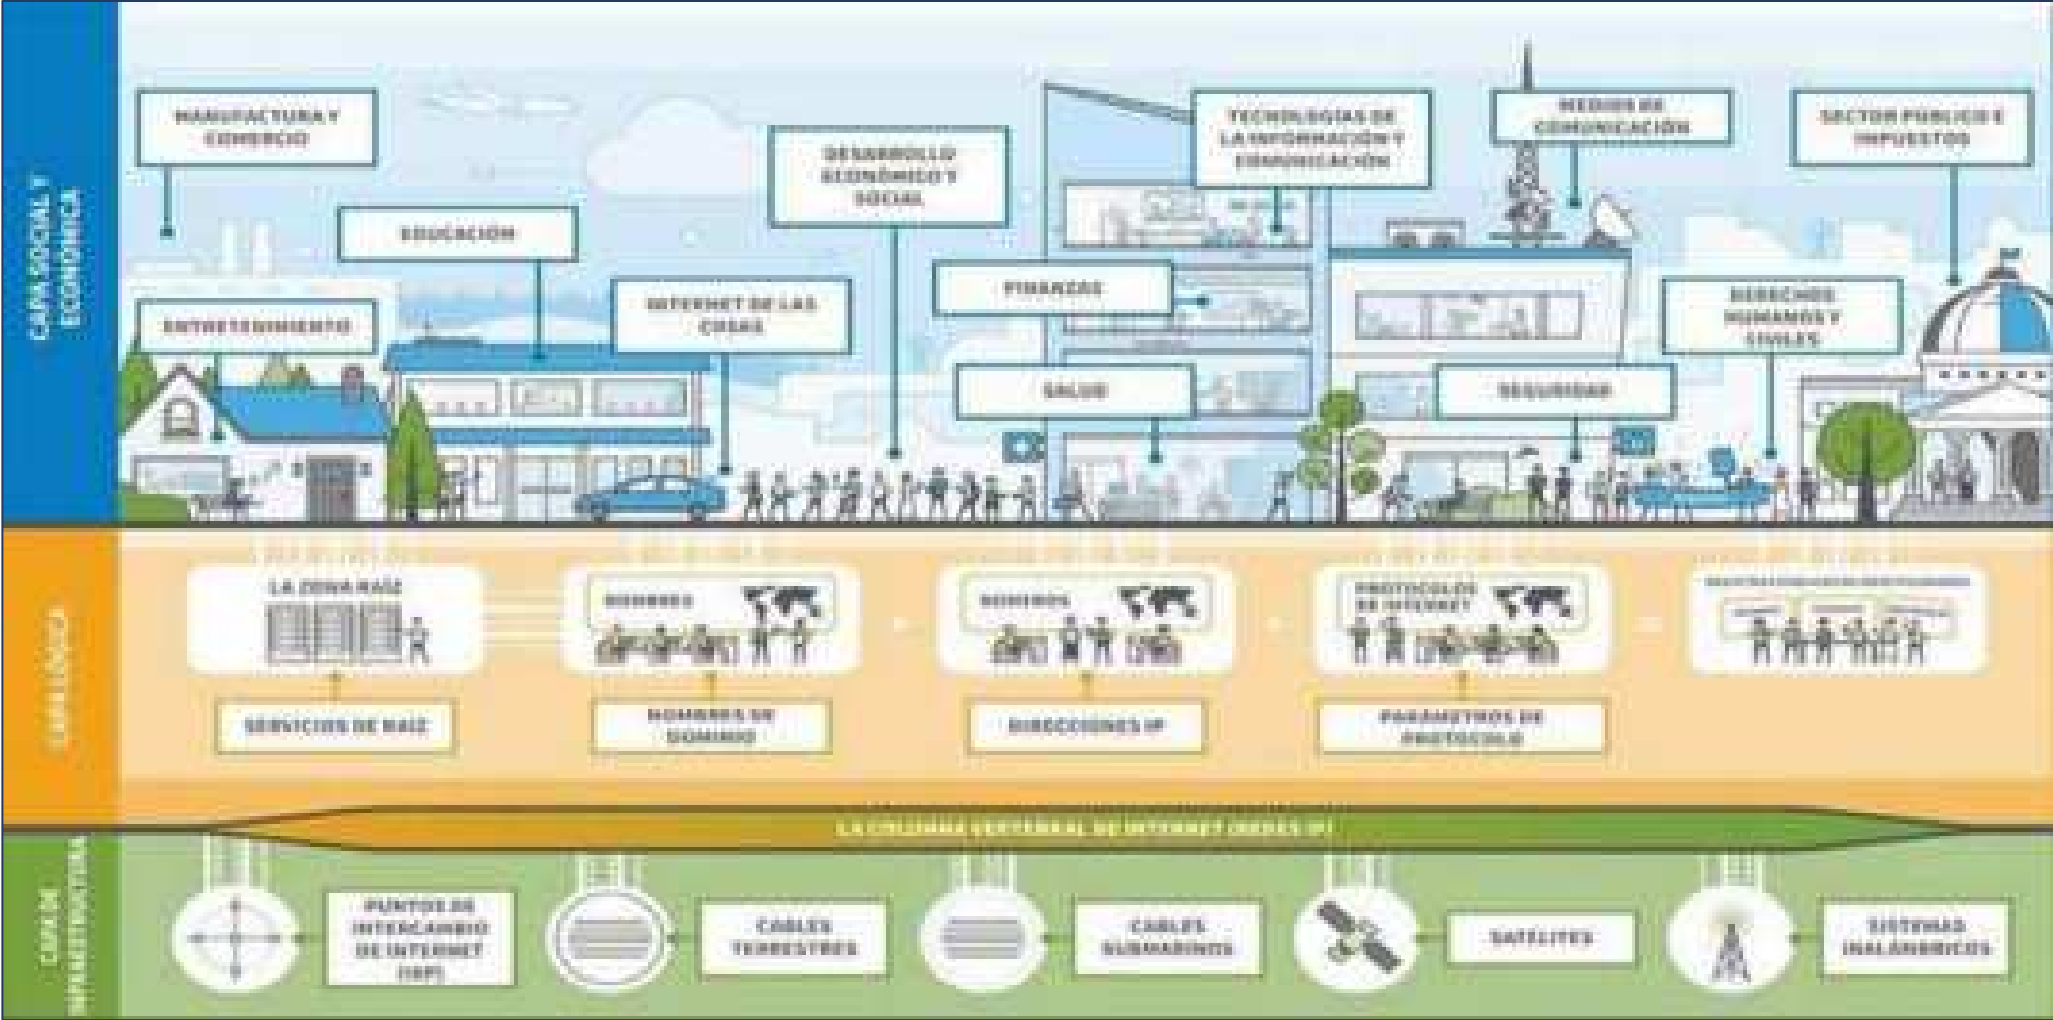 CAPA SOCIAL Y
ECONÓMICA
MANUFACTURA Y
COMERCIO
EDUCACIÓN
ENTRETENIMIENTO
INTERNET DE LAS
COSAS
DESARROLLO
ECONÓMICO Y
SOCIAL
TECNOLOGÍAS DE
LA INFORMACIÓN Y
COMUNICACIÓN
FINANZAS
SALUD
MEDIOS DE
COMUNICACIÓN
SEGURIDAD
SECTOR PÚBLICO E
IMPUESTOS
DERECHOS
HUMANOS Y
CIVILES
CAPA LÓGICA
LA ZONA RAÍZ
SERVICIOS DE RAÍZ
NOMBRES
NOMBRES DE
DOMINIO
NÚMEROS
DIRECCIONES IP
PROTOCOLOS
DE INTERNET
PARÁMETROS DE
PROTOCOLO
LA COLUMNA VERTEBRAL DE INTERNET (REDES IP)
CAPA DE
INFRAESTRUCTURA
PUNTOS DE
INTERCAMBIO
DE INTERNET
(IXP)
CABLES
TERRESTRES
CABLES
SUBMARINOS
SATÉLITES
SISTEMAS
INALÁMBRICOS